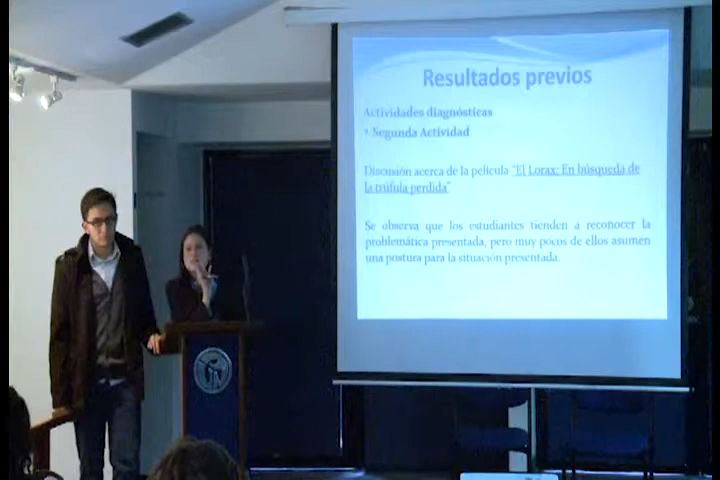 Resultados previos
Actividades diagnósticas
* Segunda Actividad
Discusión acerca de la película "El Lorax: En búsqueda de
la trúfula perdida"
Se observa que los estudiantes tienden a reconocer la
problemática presentada, pero muy pocos de ellos asumen
una postura para la situación presentada.